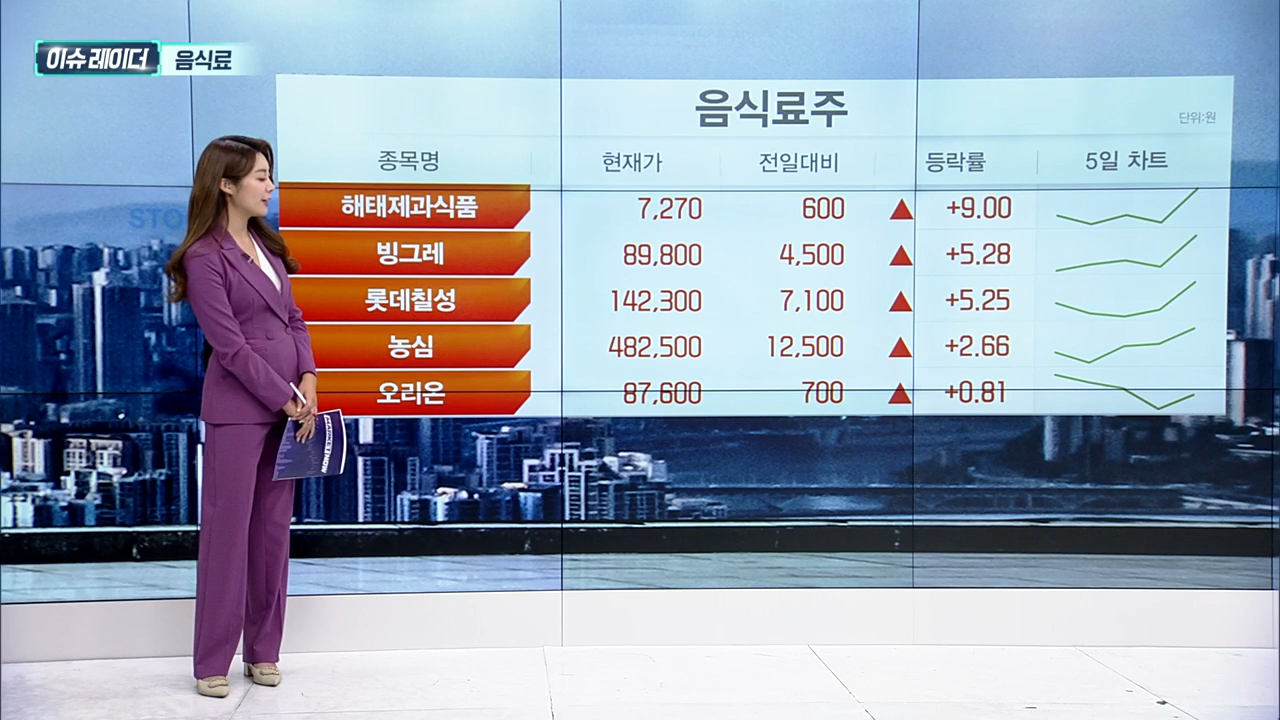 이슈 레이더 음식료
음식료주
단위:원
종목명 현재가 전일대비 등락률 5일 차트
해태제과식품 7,270 600 ▲ +9.00
빙그레 89,800 4,500 ▲ +5.28
롯데칠성 142,300 7,100 ▲ +5.25
농심 482,500 12,500 ▲ +2.66
오리온 87,600 700 ▲ +0.81
STO
MARKETNOW